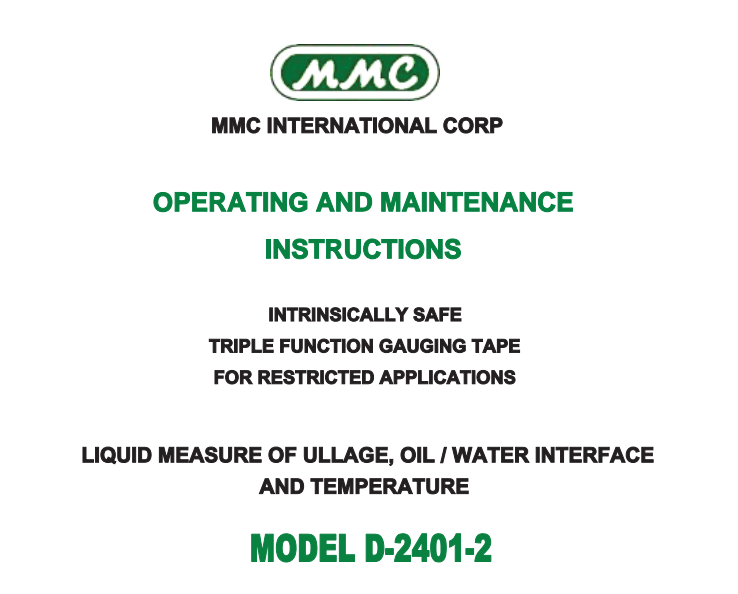 MMC
MMC INTERNATIONAL CORP
OPERATING AND MAINTENANCE
INSTRUCTIONS
INTRINSICALLY SAFE
TRIPLE FUNCTION GAUGING TAPE
FOR RESTRICTED APPLICATIONS
LIQUID MEASURE OF ULLAGE, OIL / WATER INTERFACE
AND TEMPERATURE
MODEL D-2401-2